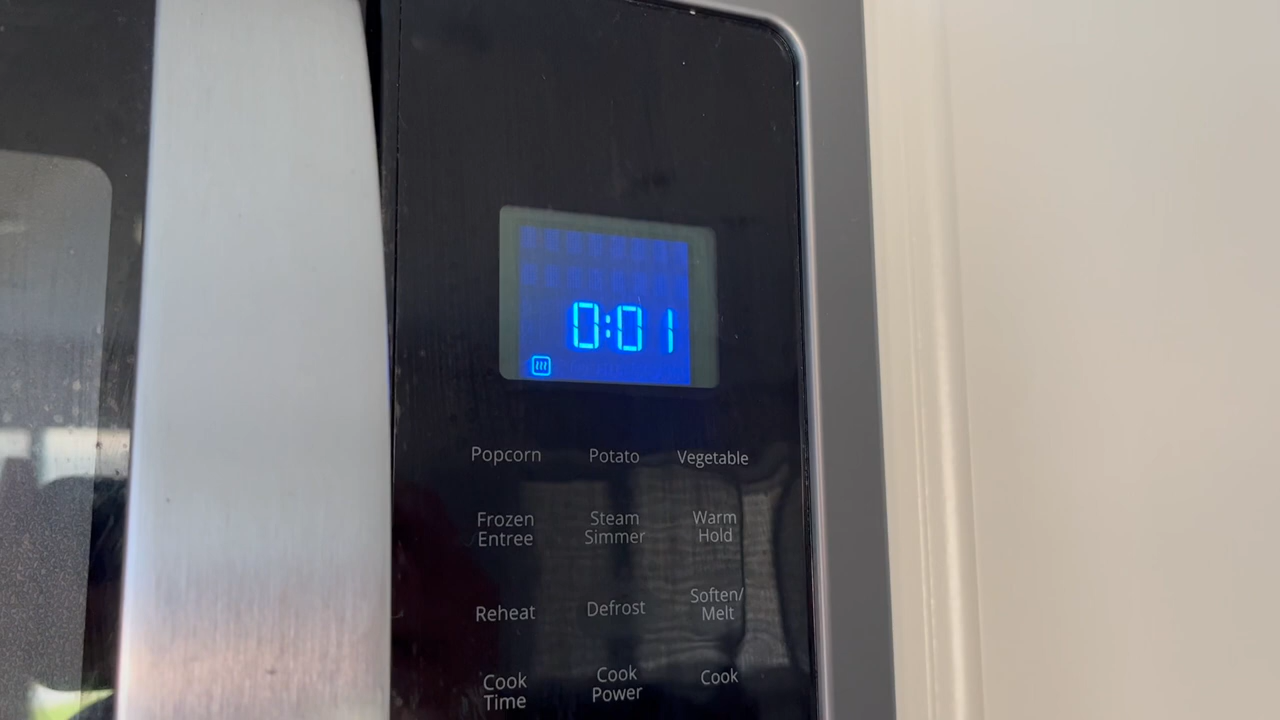 0:01
Popcorn Potato Vegetable
Frozen Entree
Steam Simmer
Warm Hold
Reheat Defrost
Soften/
Melt
Cook
Time
Cook
Power
Cook